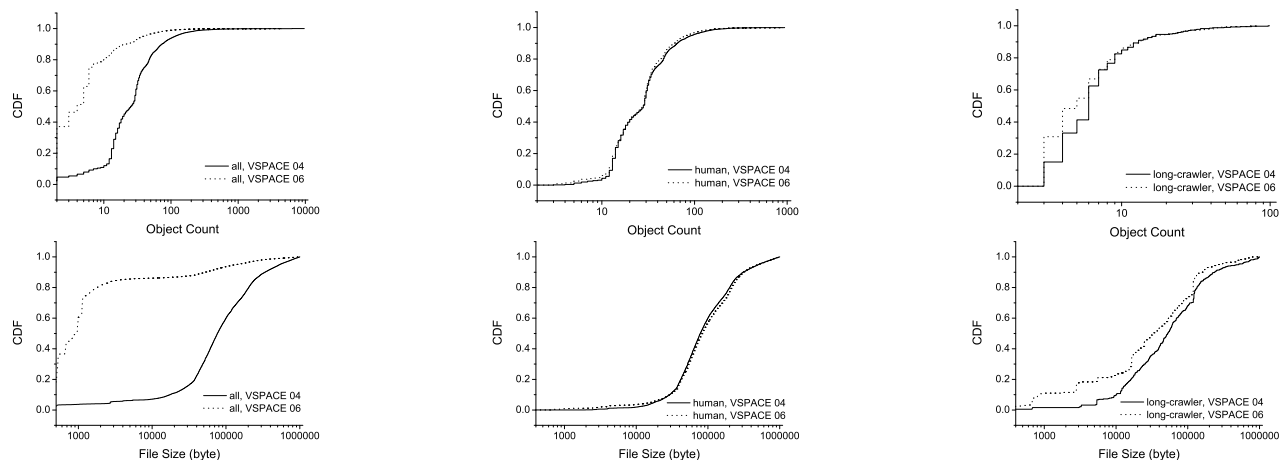 CDF
1.0
0.8
0.6
0.4
0.2
0.0
all, VSPACE 04
all, VSPACE 06
10 100 1000 10000
Object Count
CDF
1.0
0.8
0.6
0.4
0.2
0.0
human, VSPACE 04
human, VSPACE 06
10 100 1000
Object Count
CDF
1.0
0.8
0.6
0.4
0.2
0.0
long-crawler, VSPACE 04
long-crawler, VSPACE 06
10 100
Object Count
CDF
1.0
0.8
0.6
0.4
0.2
0.0
all, VSPACE 04
all, VSPACE 06
1000 10000 100000 1000000
File Size (byte)
CDF
1.0
0.8
0.6
0.4
0.2
0.0
human, VSPACE 04
human, VSPACE 06
1000 10000 100000 1000000
File Size (byte)
CDF
1.0
0.8
0.6
0.4
0.2
0.0
long-crawler, VSPACE 04
long-crawler, VSPACE 06
1000 10000 100000 1000000
File Size (byte)